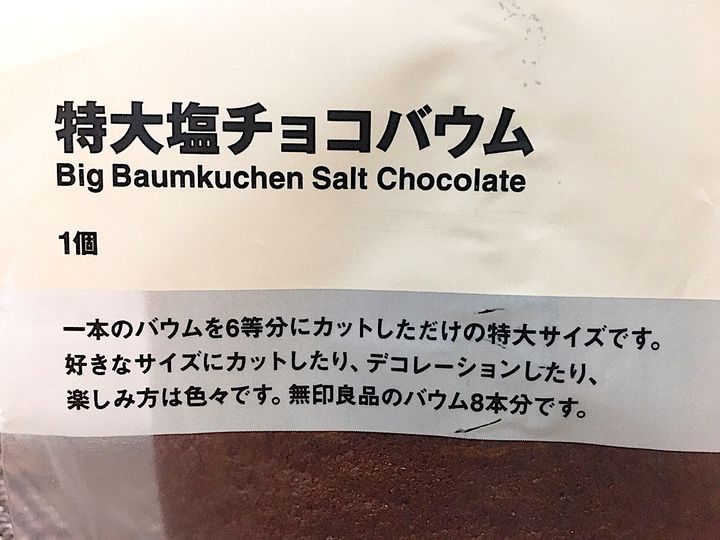 特大塩チョコバウム
Big Baumkuchen Salt Chocolate
1個
一本のバウムを6等分にカットしただけの特大サイズです。
好きなサイズにカットしたり、デコレーションしたり、
楽しみ方は色々です。無印良品のバウム8本分です。